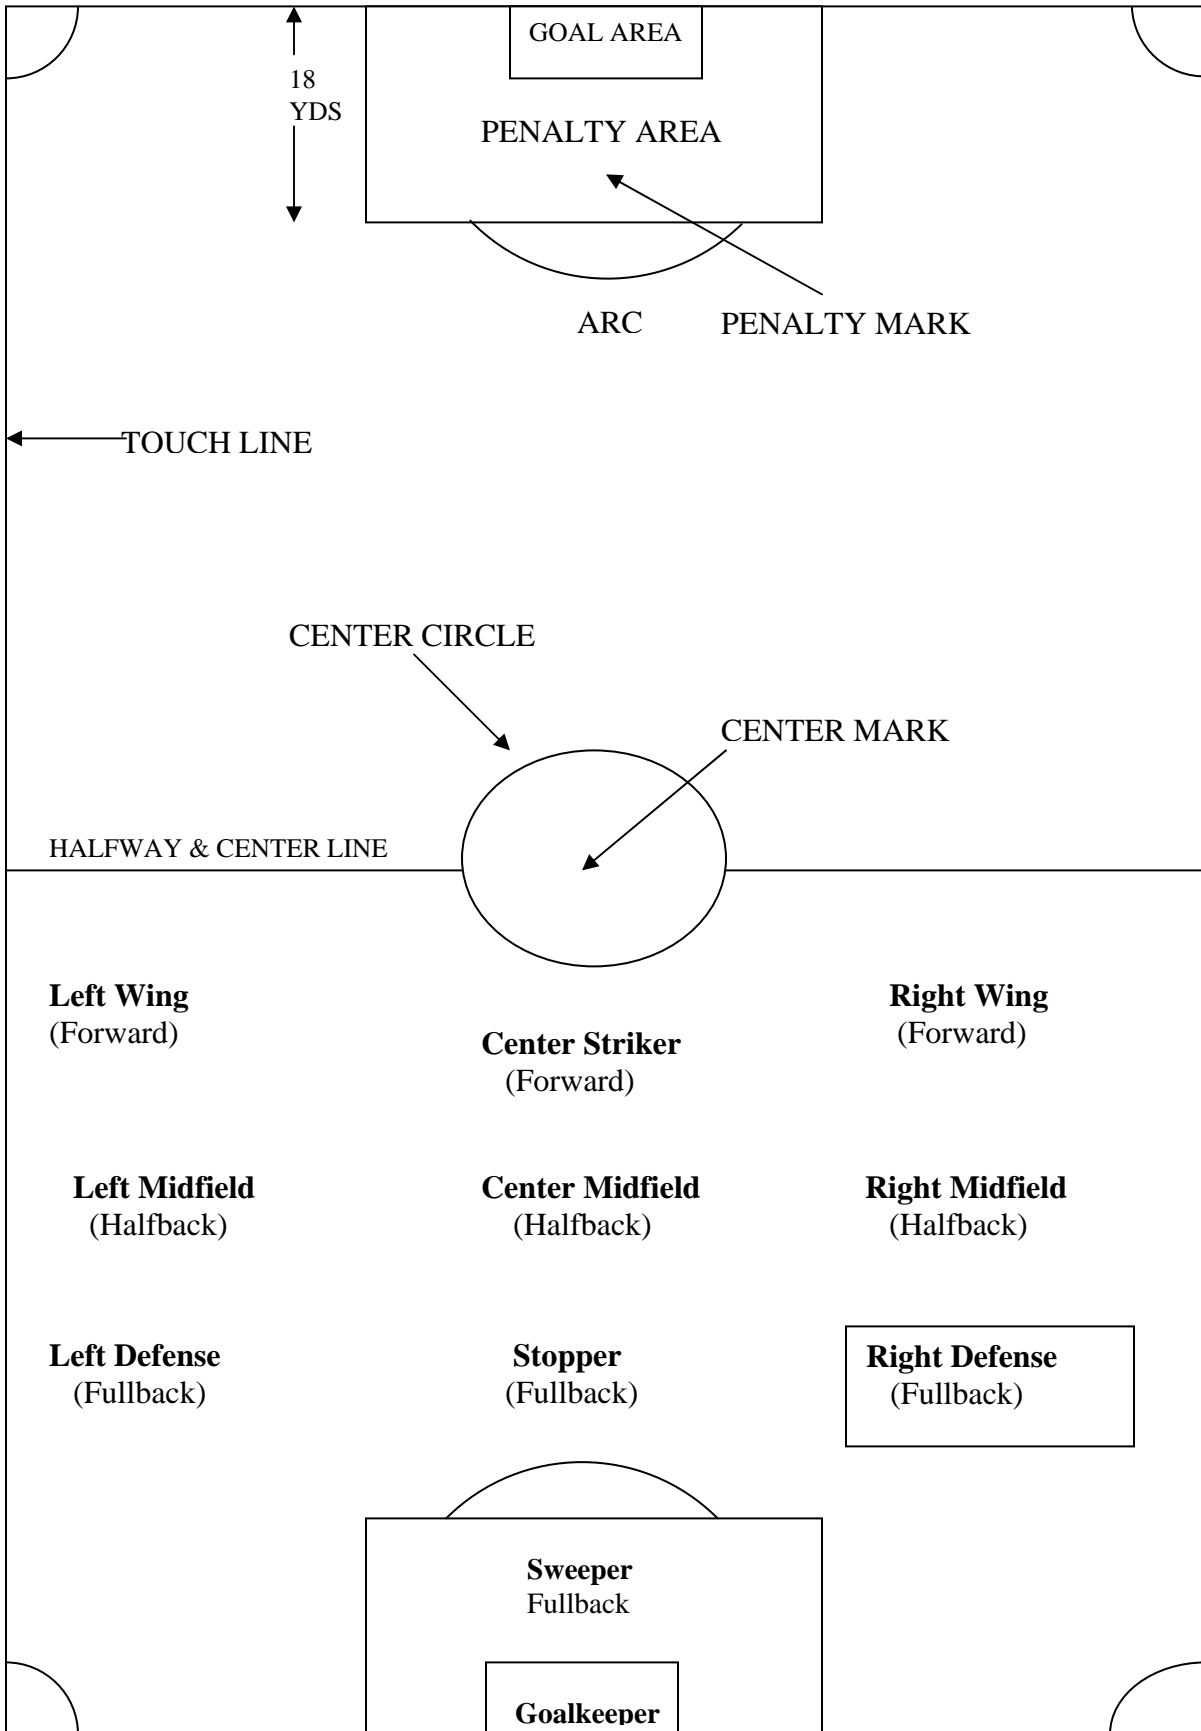 GOAL AREA
18
YDS
PENALTY AREA
ARC
PENALTY MARK
TOUCH LINE
CENTER CIRCLE
CENTER MARK
HALFWAY & CENTER LINE
Left Wing
(Forward)
Center Striker
(Forward)
Right Wing
(Forward)
Left Midfield
(Halfback)
Center Midfield
(Halfback)
Right Midfield
(Halfback)
Left Defense
(Fullback)
Stopper
(Fullback)
Right Defense
(Fullback)
Sweeper
Fullback
Goalkeeper